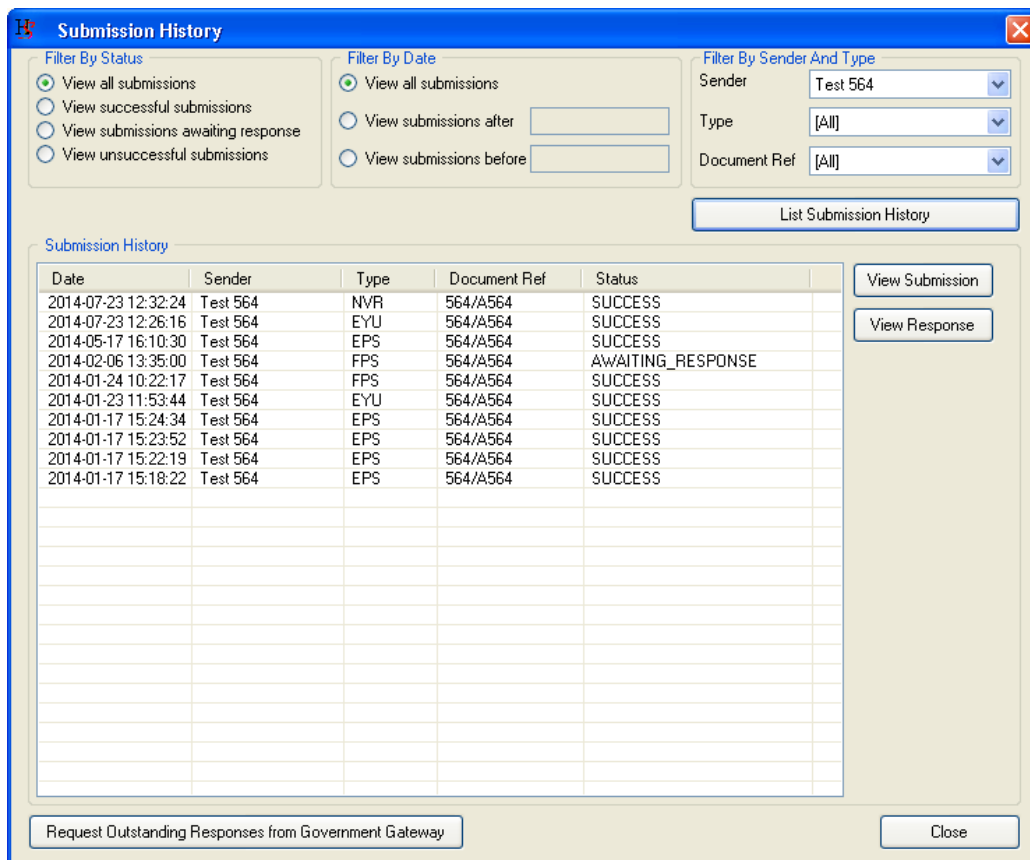 Submission History
Filter By Status
View all submissions
View successful submissions
View submissions awaiting response
View unsuccessful submissions
Filter By Date
View all submissions
View submissions after
View submissions before
Filter By Sender And Type
Sender Test 564
Type [All]
Document Ref [All]
List Submission History
Submission History
Date Sender Type Document Ref Status
2014-07-23 12:32:24 Test 564 NVR 564/A564 SUCCESS
2014-07-23 12:26:16 Test 564 EYU 564/A564 SUCCESS
2014-05-17 16:10:30 Test 564 EPS 564/A564 SUCCESS
2014-02-06 13:35:00 Test 564 FPS 564/A564 AWAITING_RESPONSE
2014-01-24 10:22:17 Test 564 FPS 564/A564 SUCCESS
2014-01-23 11:53:44 Test 564 EYU 564/A564 SUCCESS
2014-01-17 15:24:34 Test 564 EPS 564/A564 SUCCESS
2014-01-17 15:23:52 Test 564 EPS 564/A564 SUCCESS
2014-01-17 15:22:19 Test 564 EPS 564/A564 SUCCESS
2014-01-17 15:18:22 Test 564 EPS 564/A564 SUCCESS
View Submission
View Response
Request Outstanding Responses from Government Gateway
Close